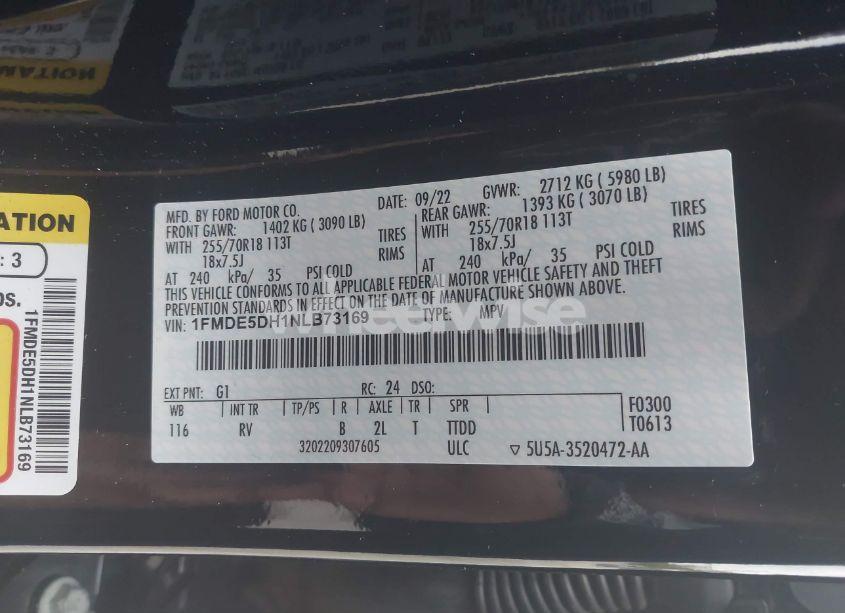 MFD. BY FORD MOTOR CO. DATE: 09/22 GVWR: 2712 KG ( 5980 LB)
FRONT GAWR: 1402 KG ( 3090 LB) REAR GAWR: 1393 KG ( 3070 LB)
WITH 255/70R18 113T TIRES WITH 255/70R18 113T TIRES
18x7.5J RIMS 18x7.5J RIMS
AT 240 kPa/ 35 PSI COLD AT 240 kPa/ 35 PSI COLD
THIS VEHICLE CONFORMS TO ALL APPLICABLE FEDERAL MOTOR VEHICLE SAFETY AND THEFT
PREVENTION STANDARDS IN EFFECT ON THE DATE OF MANUFACTURE SHOWN ABOVE.
VIN: 1FMDE5DH1NLB73169 TYPE: MPV
EXT PNT: G1 RC: 24 DSO:
WB INT TR TP/PS R AXLE TR SPR F0300
116 RV B 2L T TTDD T0613
3202209307605 ULC 5U5A-3520472-AA
ATION
: 3
os.
1FMDE5DH1NLB73169
wheelwise